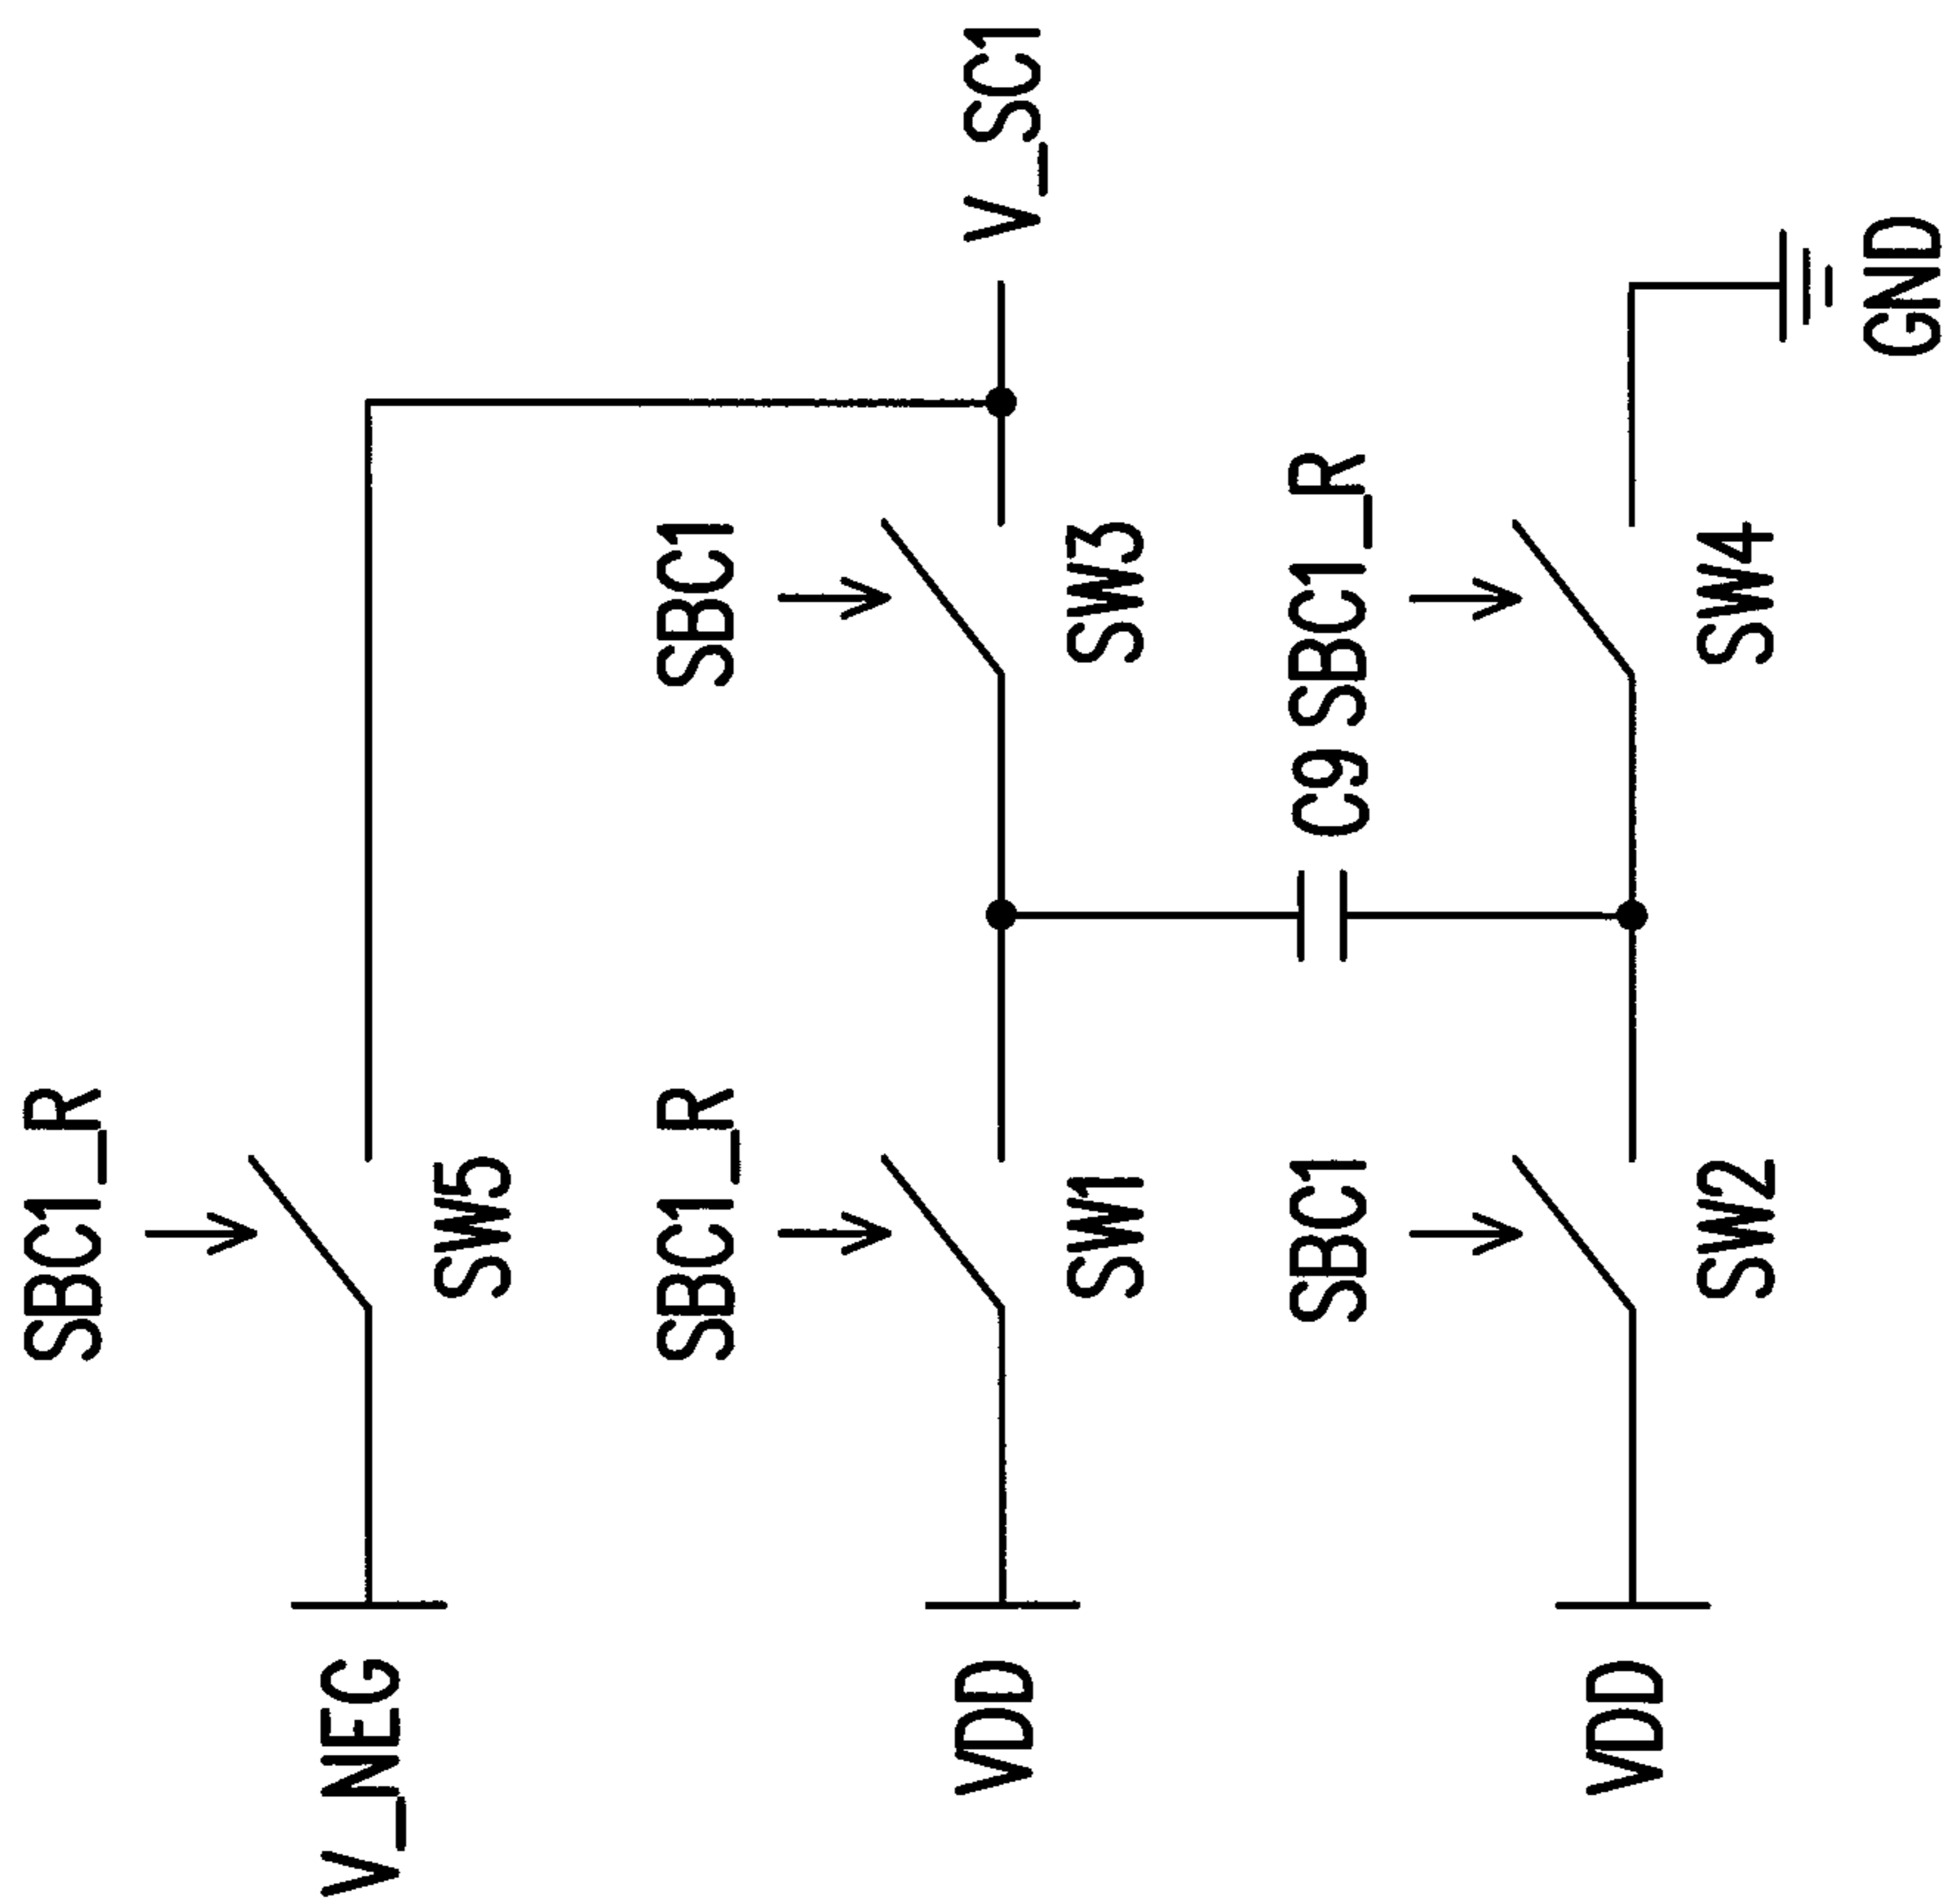 SBC1_R
V_NEG
SW5
SBC1_R
SBC1
VDD
V_SC1
SW1
SW3
SBC1
C9
SBC1_R
VDD
SW2
SW4
GND